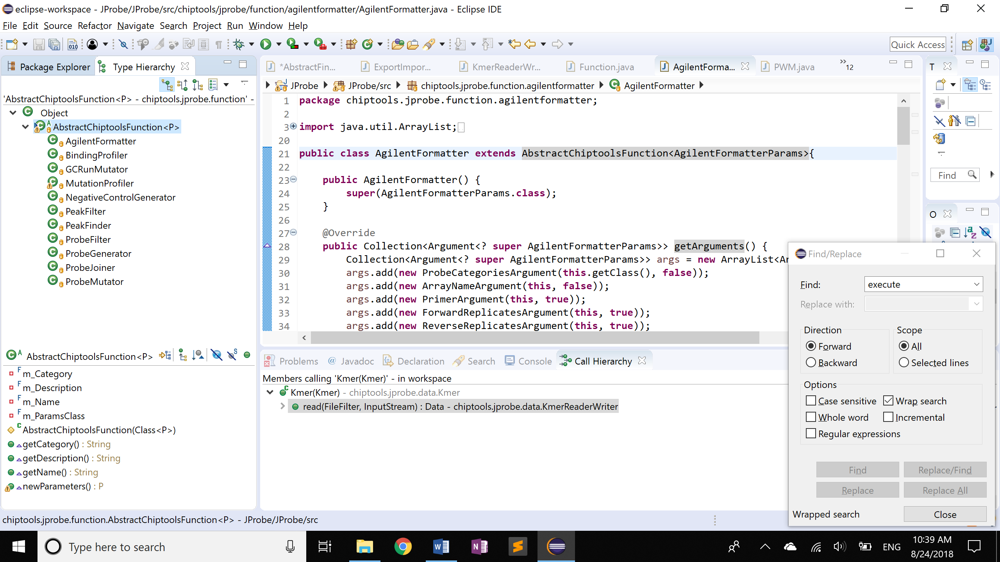 eclipse-workspace - JProbe/JProbe/src/chiptools/jprobe/function/agilentformatter/AgilentFormatter.java - Eclipse IDE
File Edit Source Refactor Navigate Search Project Run Window Help
Quick Access
Package Explorer
Type Hierarchy
'AbstractChiptoolsFunction<P> - chiptools.jprobe.function' -
Object
AbstractChiptoolsFunction<P>
AgilentFormatter
BindingProfiler
GCRunMutator
MutationProfiler
NegativeControlGenerator
PeakFilter
PeakFinder
ProbeFilter
ProbeGenerator
ProbeJoiner
ProbeMutator
AbstractChiptoolsFunction<P>
m_Category
m_Description
m_Name
m_ParamsClass
AbstractChiptoolsFunction(Class<P>)
getCategory() : String
getDescription() : String
getName() : String
newParameters() : P
*AbstractFin... ExportImpor... KmerReaderWr... Function.java AgilentForma... PWM.java »12
JProbe JProbe/src chiptools.jprobe.function.agilentformatter AgilentFormatter
1 package chiptools.jprobe.function.agilentformatter;
2
3 import java.util.ArrayList;
20
21 public class AgilentFormatter extends AbstractChiptoolsFunction<AgilentFormatterParams>{
22
23 public AgilentFormatter() {
24 super(AgilentFormatterParams.class);
25 }
26
27 @Override
28 public Collection<Argument<? super AgilentFormatterParams>> getArguments() {
29 Collection<Argument<? super AgilentFormatterParams>> args = new ArrayList<Ar
30 args.add(new ProbeCategoriesArgument(this.getClass(), false));
31 args.add(new ArrayNameArgument(this, false));
32 args.add(new PrimerArgument(this, true));
33 args.add(new ForwardReplicatesArgument(this, true));
34 args.add(new ReverseReplicatesArgument(this, true));
Problems Javadoc Declaration Search Console Call Hierarchy
Members calling 'Kmer(Kmer)' - in workspace
Kmer(Kmer) - chiptools.jprobe.data.Kmer
read(FileFilter, InputStream) : Data - chiptools.jprobe.data.KmerReaderWriter
T
Find
O
Find/Replace
Find: execute
Replace with:
Direction
Forward
Backward
Scope
All
Selected lines
Options
Case sensitive
Wrap search
Whole word
Incremental
Regular expressions
Find
Replace/Find
Replace
Replace All
Wrapped search
Close
chiptools.jprobe.function.AbstractChiptoolsFunction<P> - JProbe/JProbe/src
Type here to search
ENG
10:39 AM
8/24/2018